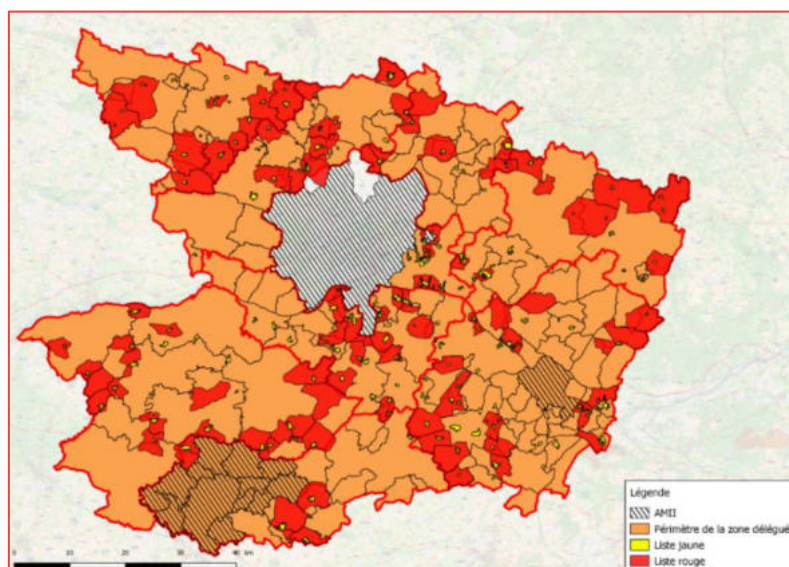 Légende
AMII
Périmètre de la zone délégué
Liste jaune
Liste rouge
0 10 20 30 40 km